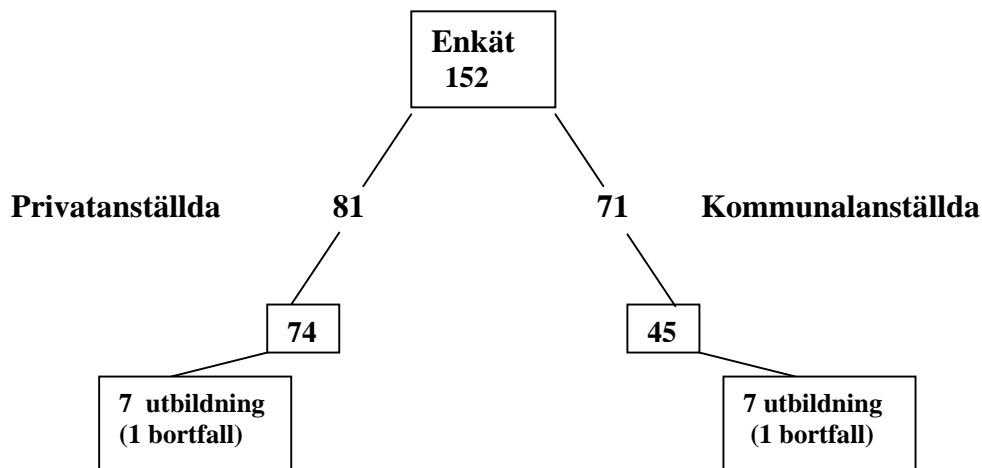 Enkät
152
Privatanställda 81 71 Kommunalanställda
74 45
7 utbildning
(1 bortfall)
7 utbildning
(1 bortfall)